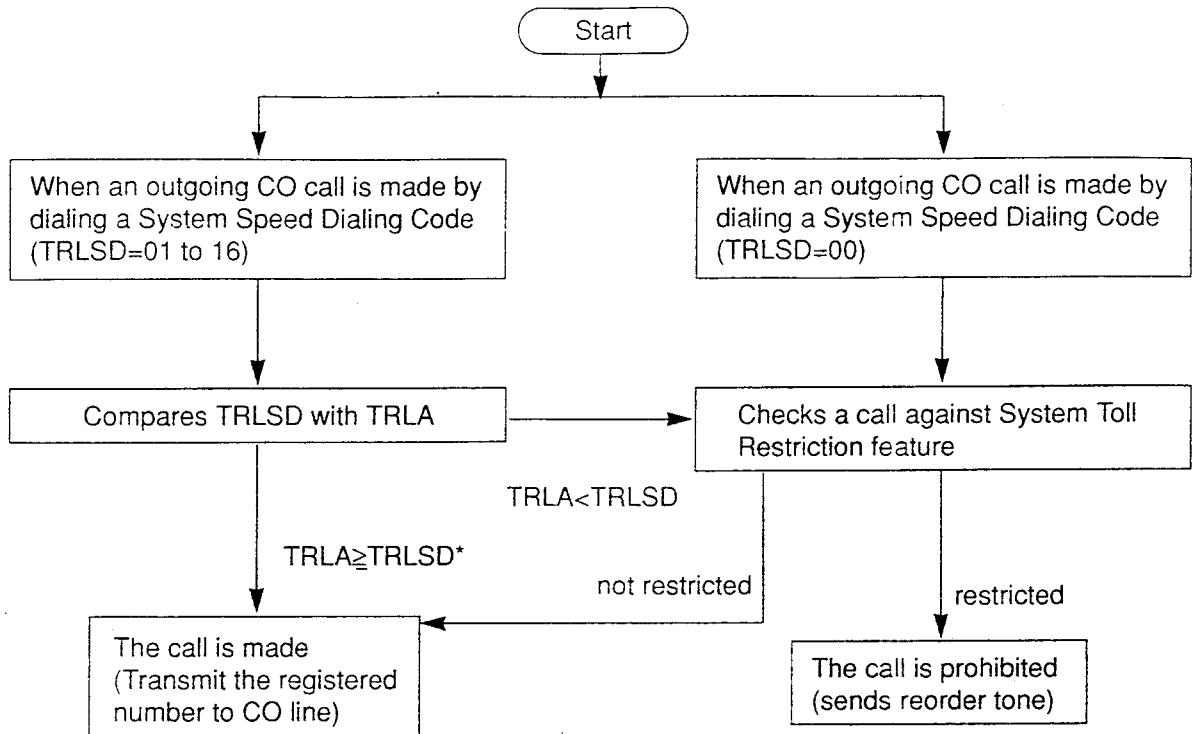 Start
When an outgoing CO call is made by
dialing a System Speed Dialing Code
(TRLSD=01 to 16)
When an outgoing CO call is made by
dialing a System Speed Dialing Code
(TRLSD=00)
Compares TRLSD with TRLA
Checks a call against System Toll
Restriction feature
TRLA<TRLSD
TRLA≧TRLSD*
not restricted
restricted
The call is made
(Transmit the registered
number to CO line)
The call is prohibited
(sends reorder tone)